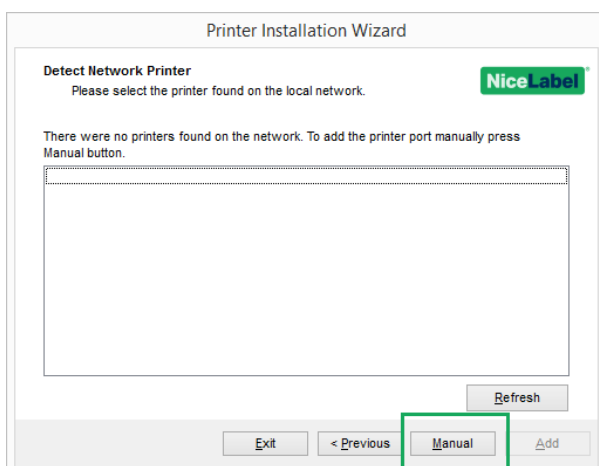 Printer Installation Wizard
Detect Network Printer
Please select the printer found on the local network.
NiceLabel
There were no printers found on the network. To add the printer port manually press
Manual button.
Refresh
Exit
< Previous
Manual
Add